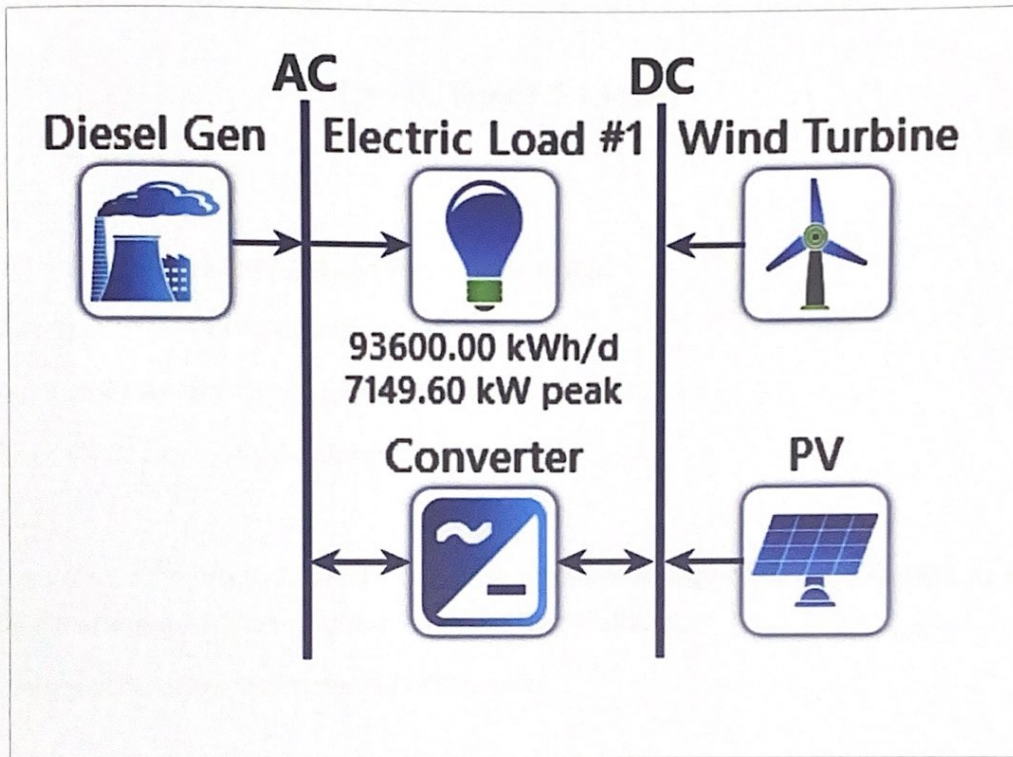 AC
DC
Diesel Gen
Electric Load #1
Wind Turbine
93600.00 kWh/d
7149.60 kW peak
Converter
PV